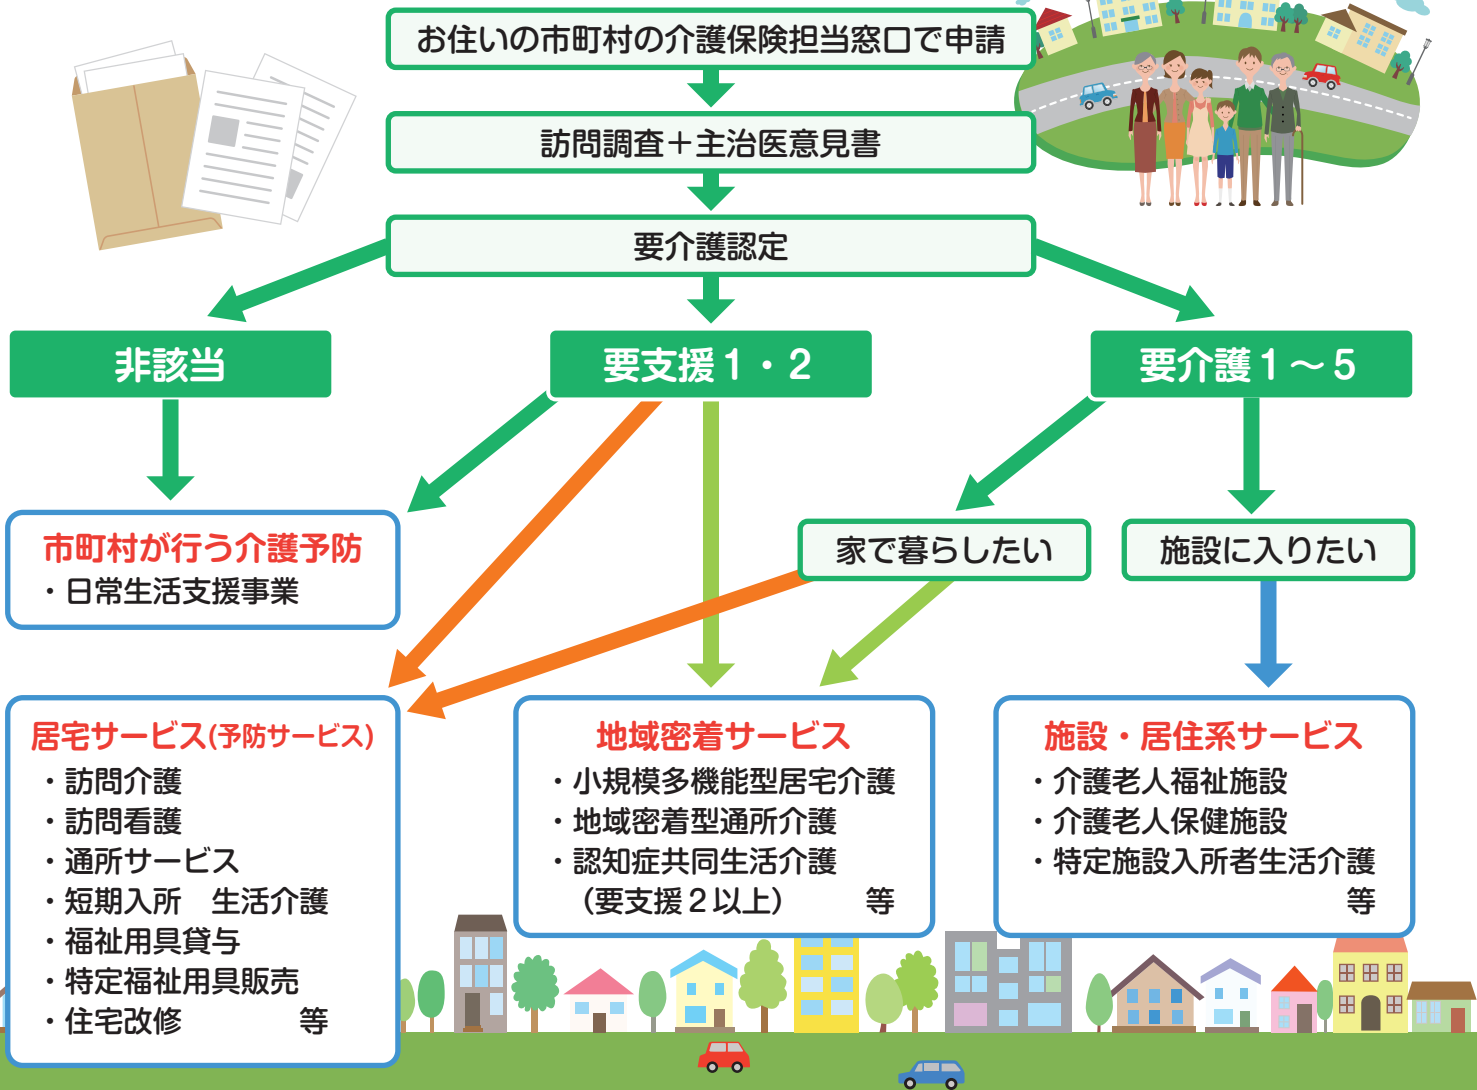 お住いの市町村の介護保険担当窓口で申請
訪問調査＋主治医意見書
要介護認定
非該当
要支援１・２
要介護１～５
市町村が行う介護予防
・日常生活支援事業
家で暮らしたい
施設に入りたい
居宅サービス(予防サービス)
・訪問介護
・訪問看護
・通所サービス
・短期入所　生活介護
・福祉用具貸与
・特定福祉用具販売
・住宅改修　　　　等
地域密着サービス
・小規模多機能型居宅介護
・地域密着型通所介護
・認知症共同生活介護
（要支援２以上）　　　等
施設・居住系サービス
・介護老人福祉施設
・介護老人保健施設
・特定施設入所者生活介護
等